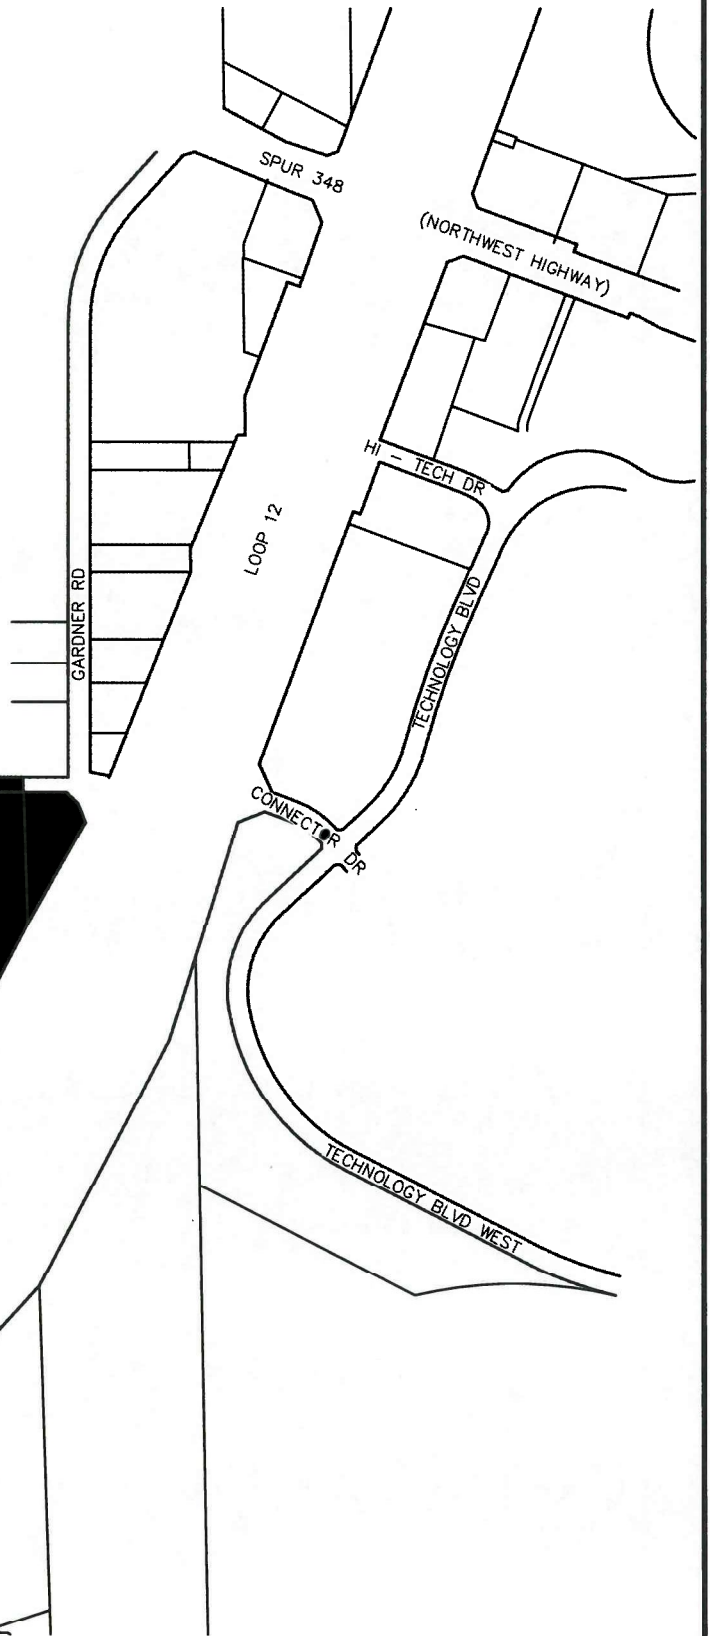 SPUR 348
(NORTHWEST HIGHWAY)
HI - TECH DR
LOOP 12
GARDNER RD
TECHNOLOGY BLVD
CONNECTOR DR
TECHNOLOGY BLVD WEST